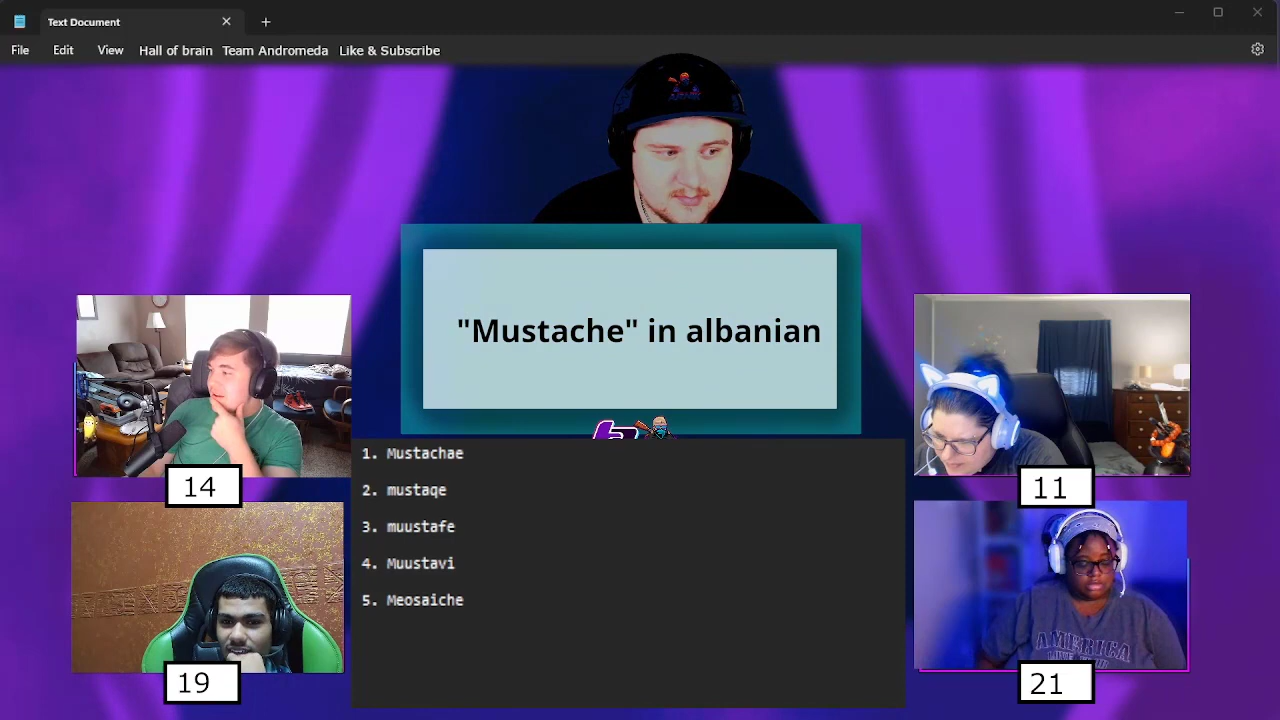 Text Document
File Edit View Hall of brain Team Andromeda Like & Subscribe
"Mustache" in albanian
1. Mustachae
2. mustaqe
3. muustafe
4. Muustavi
5. Meosaiche
14
11
19
21
AMERICA